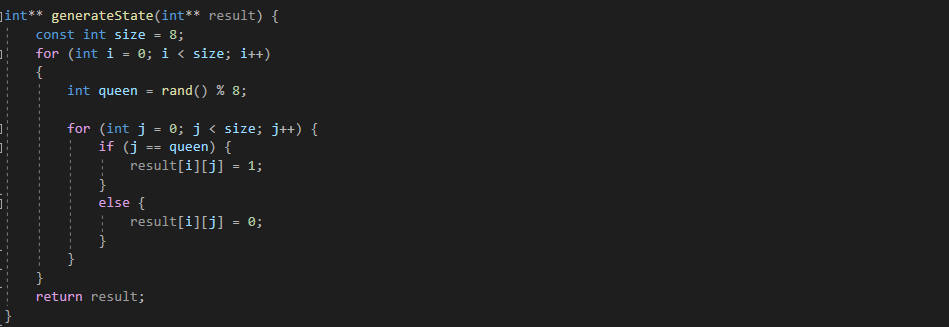 int** generateState(int** result) {
    const int size = 8;
    for (int i = 0; i < size; i++)
    {
        int queen = rand() % 8;

        for (int j = 0; j < size; j++) {
            if (j == queen) {
                result[i][j] = 1;
            }
            else {
                result[i][j] = 0;
            }
        }
    }
    return result;
}